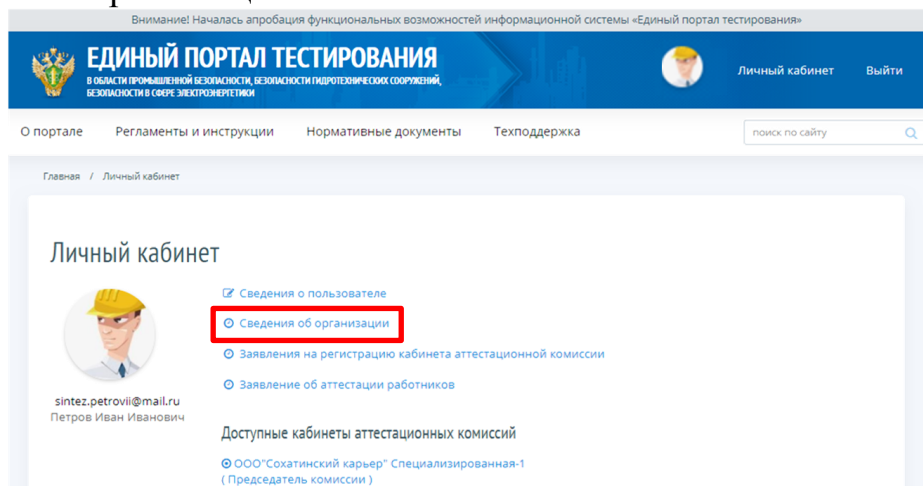 Внимание! Началась апробация функциональных возможностей информационной системы «Единый портал тестирования»
ЕДИНЫЙ ПОРТАЛ ТЕСТИРОВАНИЯ
В ОБЛАСТИ ПРОМЫШЛЕННОЙ БЕЗОПАСНОСТИ, БЕЗОПАСНОСТИ ГИДРОТЕХНИЧЕСКИХ СООРУЖЕНИЙ,
БЕЗОПАСНОСТИ В СФЕРЕ ЭЛЕКТРОЭНЕРГЕТИКИ
Личный кабинет Выйти
О портале Регламенты и инструкции Нормативные документы Техподдержка поиск по сайту
Главная / Личный кабинет
Личный кабинет
Сведения о пользователе
Сведения об организации
Заявления на регистрацию кабинета аттестационной комиссии
Заявление об аттестации работников
sintez.petrovii@mail.ru
Петров Иван Иванович
Доступные кабинеты аттестационных комиссий
ООО"Сохатинский карьер" Специализированная-1
( Председатель комиссии )